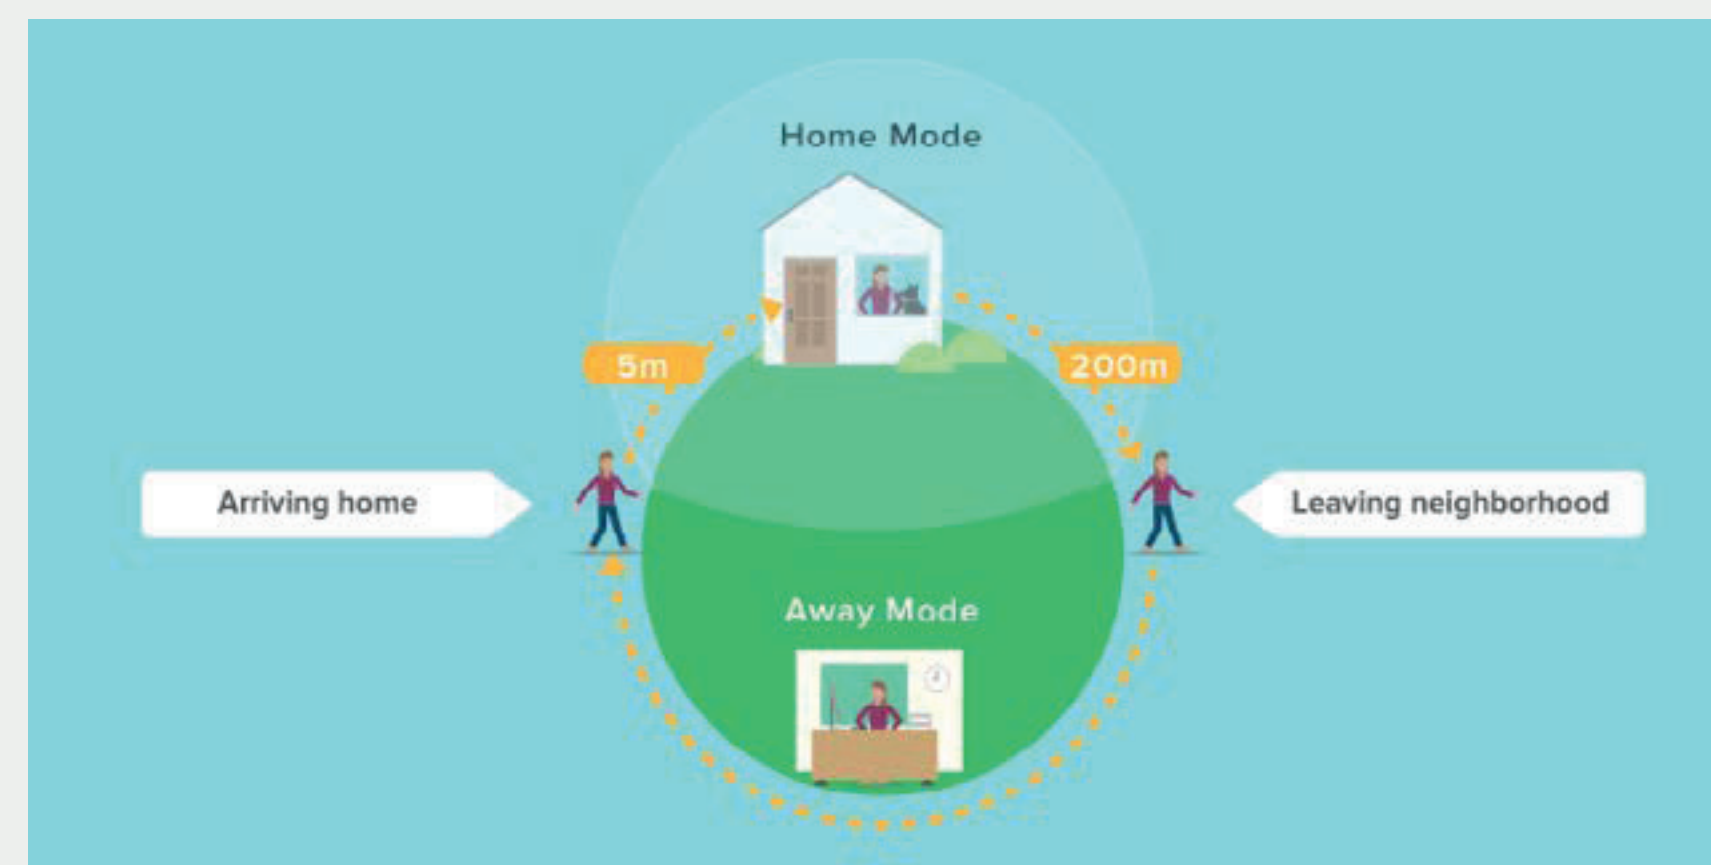 Home Mode
5m
200m
Arriving home
Leaving neighborhood
Away Mode